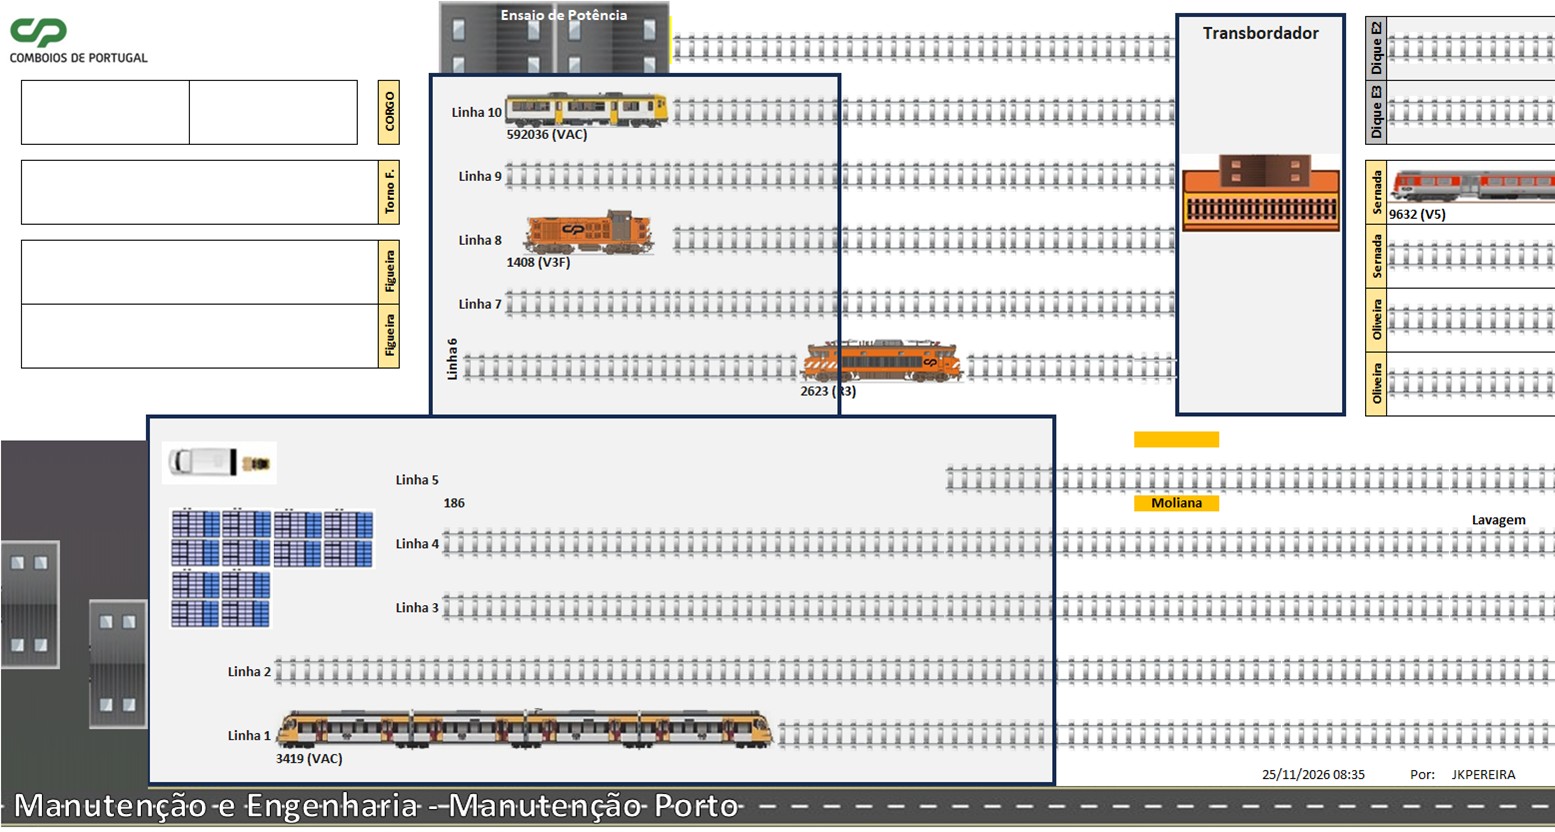 CP
COMBOIOS DE PORTUGAL
Ensaio de Potência
Transbordador
Dique E2
Dique E3
CORGO
Torno F.
Figueira
Figueira
Linha 10
592036 (VAC)
Linha 9
Linha 8
1408 (V3F)
Linha 7
Linha 6
2623 (R3)
Sernada
9632 (V5)
Sernada
Oliveira
Oliveira
Linha 5
186
Moliana
Lavagem
Linha 4
Linha 3
Linha 2
Linha 1
3419 (VAC)
25/11/2026 08:35 Por: JKPEREIRA
Manutenção e Engenharia - Manutenção Porto